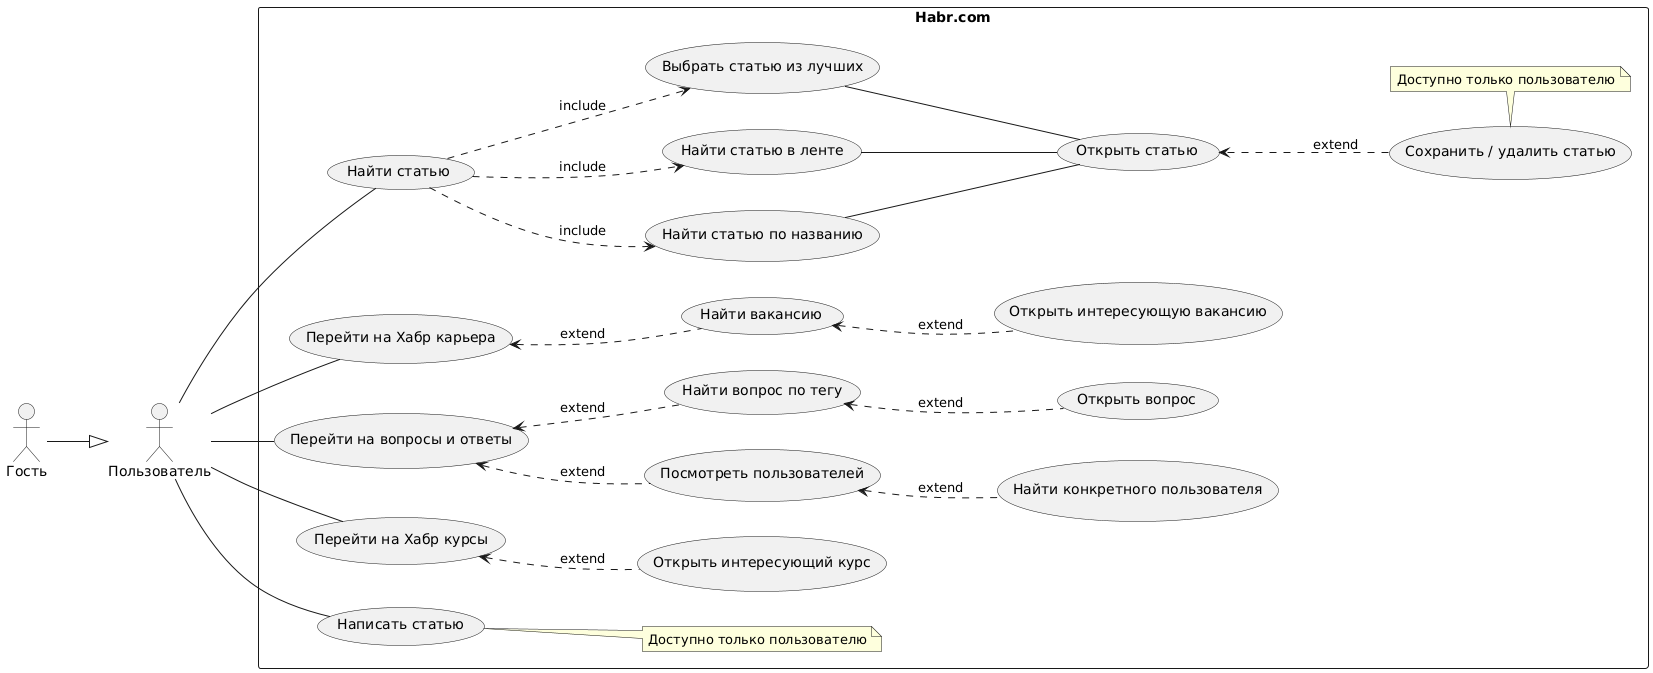 Habr.com
Выбрать статью из лучших
Доступно только пользователю
include
Найти статью
include
Найти статью в ленте
Открыть статью
extend
Сохранить / удалить статью
include
Найти статью по названию
Перейти на Хабр карьера
extend
Найти вакансию
extend
Открыть интересующую вакансию
Найти вопрос по тегу
extend
Открыть вопрос
extend
Гость
Пользователь
Перейти на вопросы и ответы
extend
Посмотреть пользователей
extend
Найти конкретного пользователя
Перейти на Хабр курсы
extend
Открыть интересующий курс
Написать статью
Доступно только пользователю